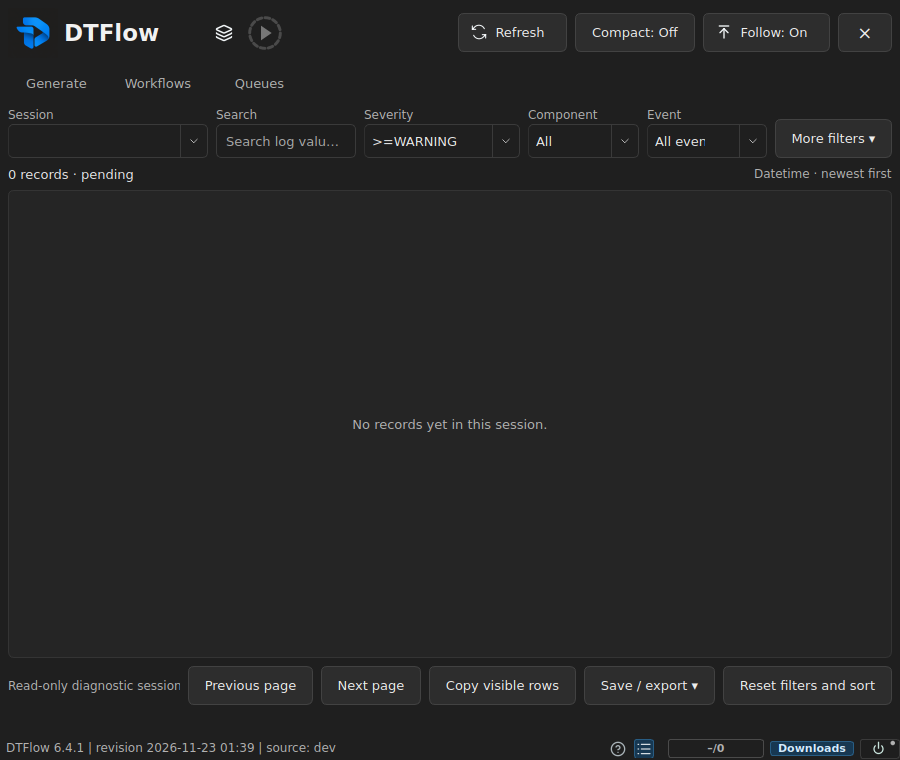 DTFlow
Refresh
Compact: Off
Follow: On
Generate
Workflows
Queues
Session
Search
Severity
Component
Event
Search log valu...
>=WARNING
All
All even
More filters ▾
0 records · pending
Datetime · newest first
No records yet in this session.
Read-only diagnostic session
Previous page
Next page
Copy visible rows
Save / export ▾
Reset filters and sort
DTFlow 6.4.1 | revision 2026-11-23 01:39 | source: dev
-/0
Downloads